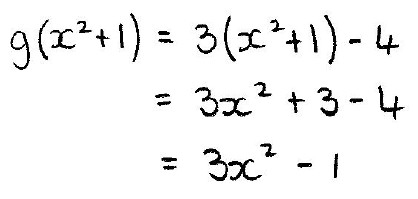 g(x²+1) = 3(x²+1) - 4
= 3x² + 3 - 4
= 3x² - 1